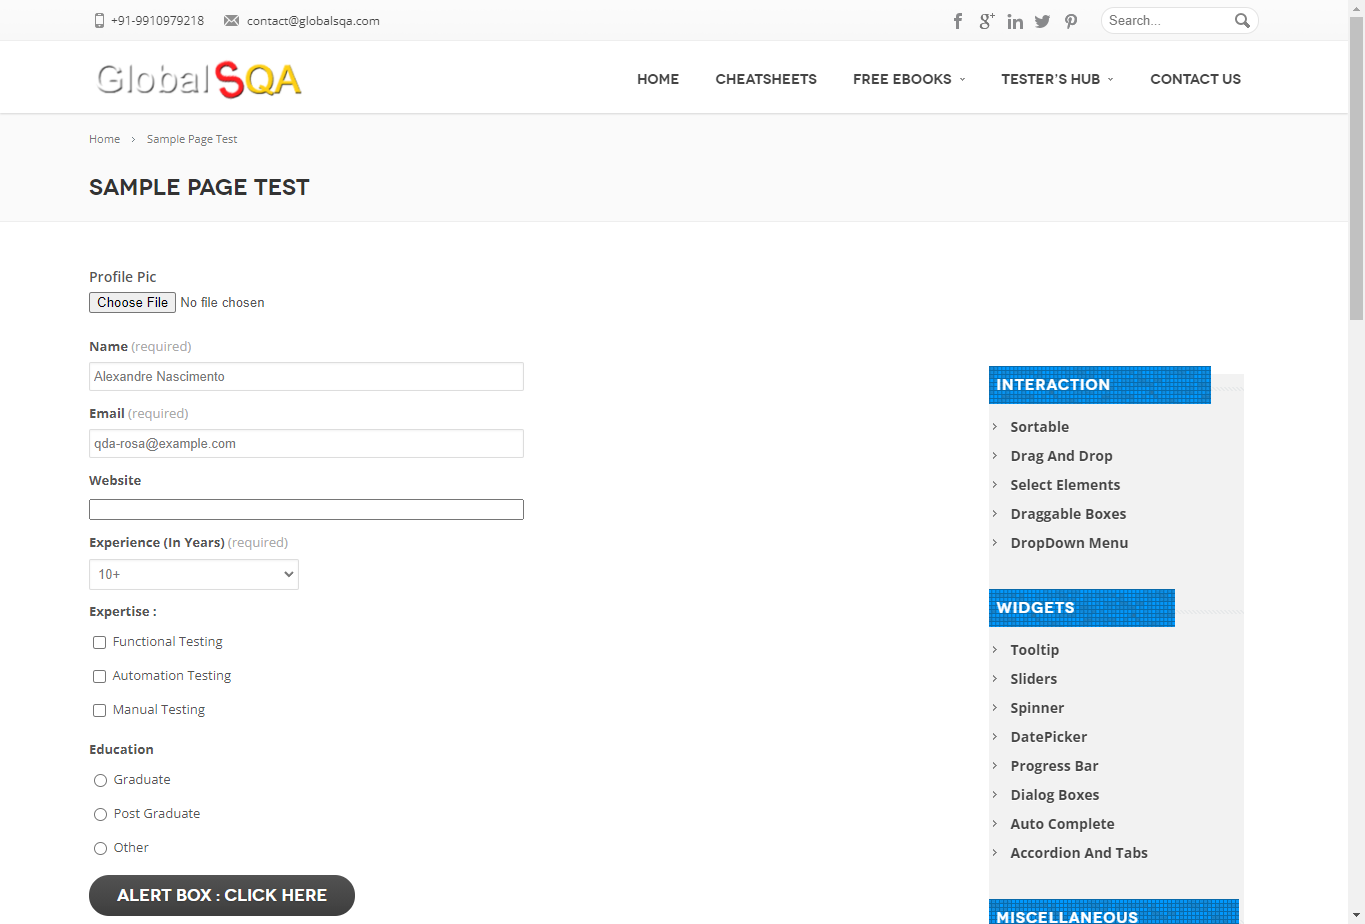 +91-9910979218 contact@globalsqa.com Search...
GlobalSQA HOME CHEATSHEETS FREE EBOOKS TESTER'S HUB CONTACT US
Home › Sample Page Test
SAMPLE PAGE TEST
Profile Pic
Choose File No file chosen
Name (required)
Alexandre Nascimento
Email (required)
qda-rosa@example.com
Website
Experience (In Years) (required)
10+
Expertise :
Functional Testing
Automation Testing
Manual Testing
Education
Graduate
Post Graduate
Other
ALERT BOX : CLICK HERE
INTERACTION
Sortable
Drag And Drop
Select Elements
Draggable Boxes
DropDown Menu
WIDGETS
Tooltip
Sliders
Spinner
DatePicker
Progress Bar
Dialog Boxes
Auto Complete
Accordion And Tabs
MISCELLANEOUS